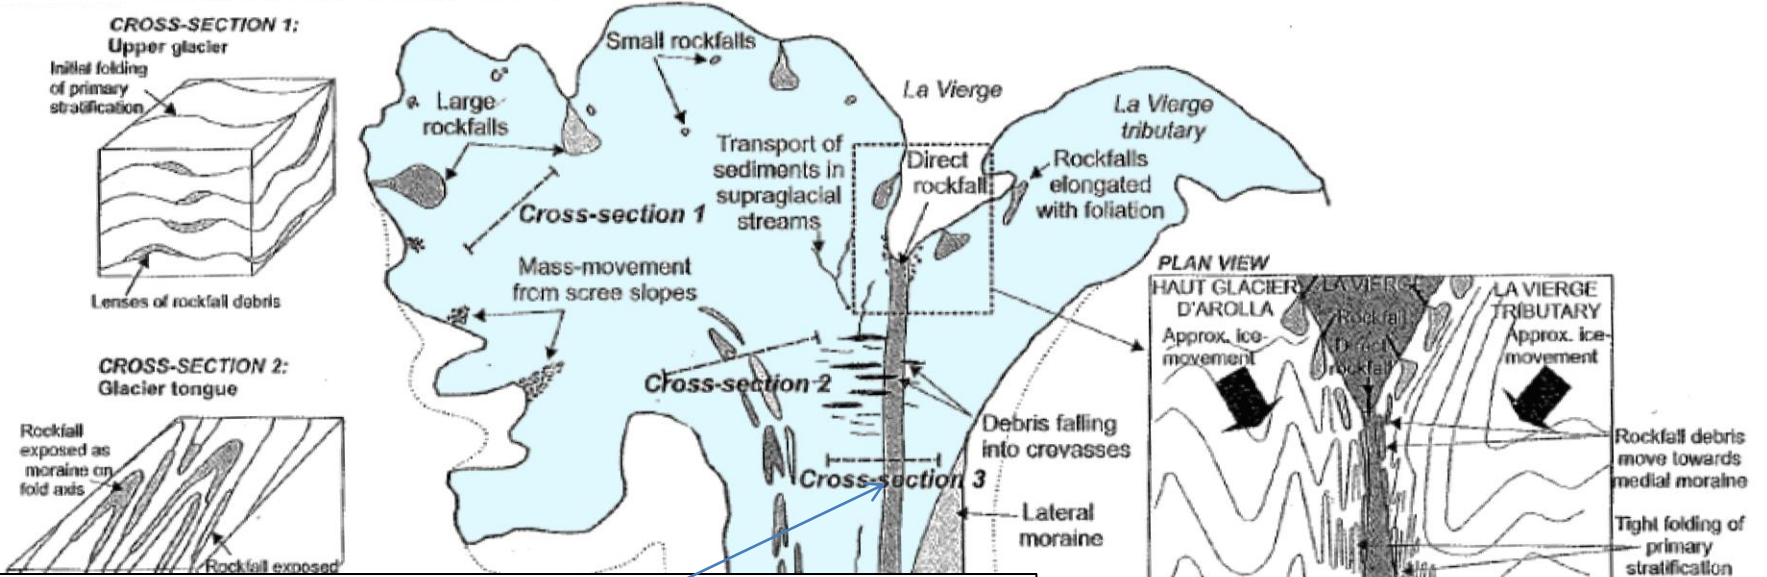 CROSS-SECTION 1:
Upper glacier
Initial folding
of primary
stratification
Lenses of rockfall debris
CROSS-SECTION 2:
Glacier tongue
Rockfall
exposed as
moraine on
fold axis
Rockfall exposed
Small rockfalls
Large
rockfalls
Cross-section 1
Mass-movement
from scree slopes
Transport of
sediments in
supraglacial
streams
La Vierge
Direct
rockfall
La Vierge
tributary
Rockfalls
elongated
with foliation
Cross-section 2
Debris falling
into crevasses
Cross-section 3
Lateral
moraine
PLAN VIEW
HAUT GLACIER
D'AROLLA
Approx. ice-
movement
LA VIERGE
Rockfall
Direct
rockfall
LA VIERGE
TRIBUTARY
Approx. ice-
movement
Rockfall debris
move towards
medial moraine
Tight folding of
primary
stratification